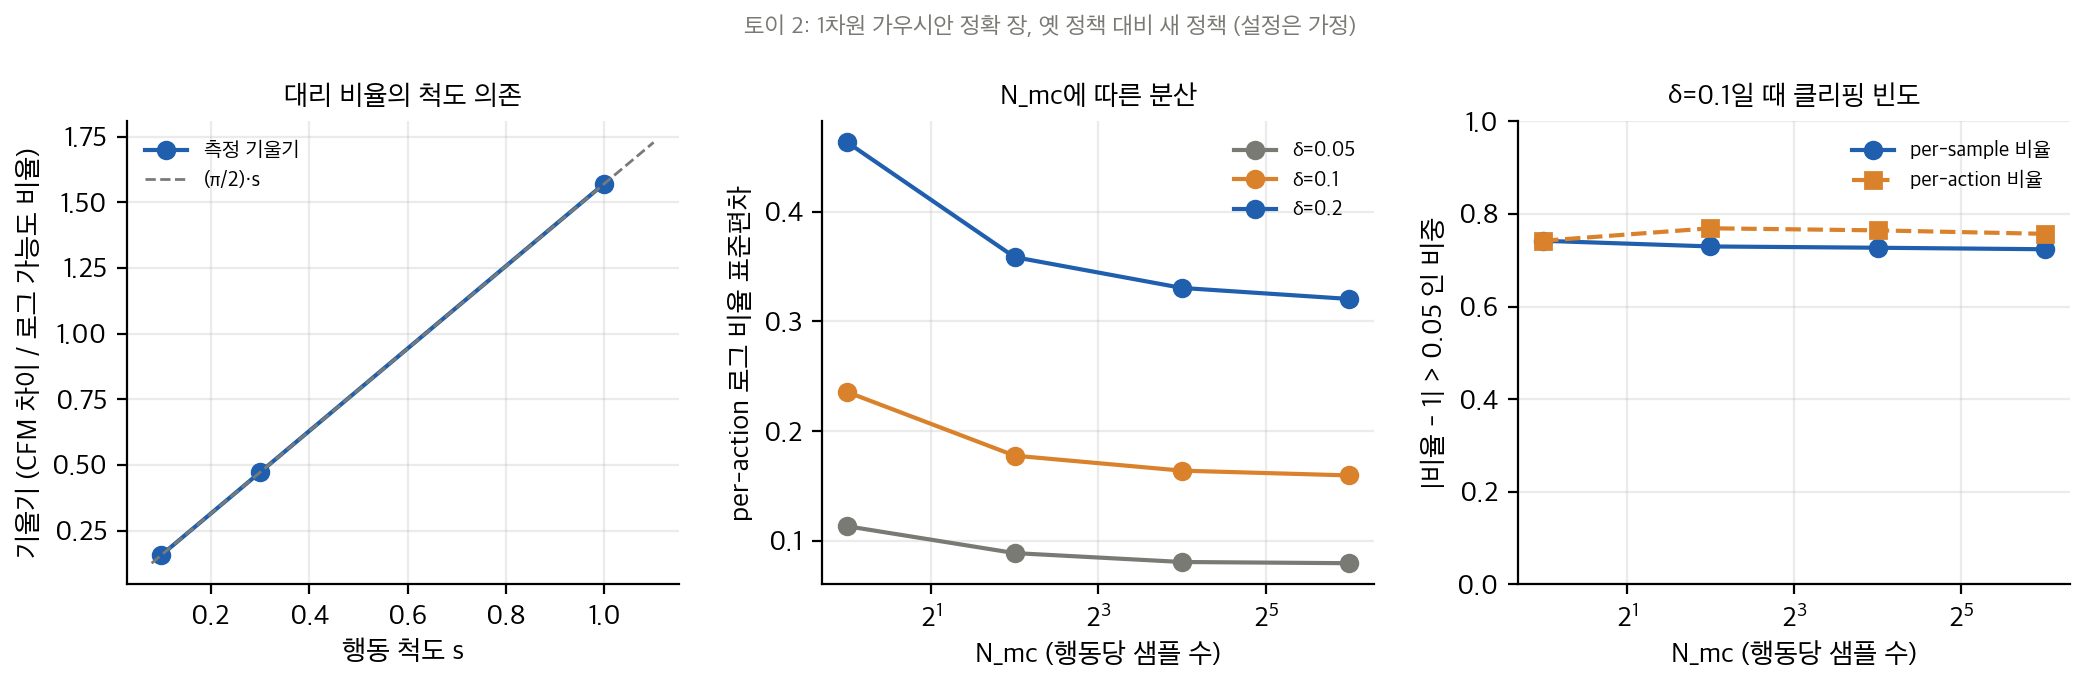 토이 2: 1차원 가우시안 정확 장, 옛 정책 대비 새 정책 (설정은 가정)
대리 비율의 척도 의존
기울기 (CFM 차이 / 로그 가능도 비율)
1.75
1.50
1.25
1.00
0.75
0.50
0.25
측정 기울기
(π/2)·s
0.2
0.4
0.6
0.8
1.0
행동 척도 s
N_mc에 따른 분산
per-action 로그 비율 표준편차
0.4
0.3
0.2
0.1
δ=0.05
δ=0.1
δ=0.2
2¹
2³
2⁵
N_mc (행동당 샘플 수)
δ=0.1일 때 클리핑 빈도
|비율 - 1| > 0.05 인 비중
1.0
0.8
0.6
0.4
0.2
0.0
per-sample 비율
per-action 비율
2¹
2³
2⁵
N_mc (행동당 샘플 수)